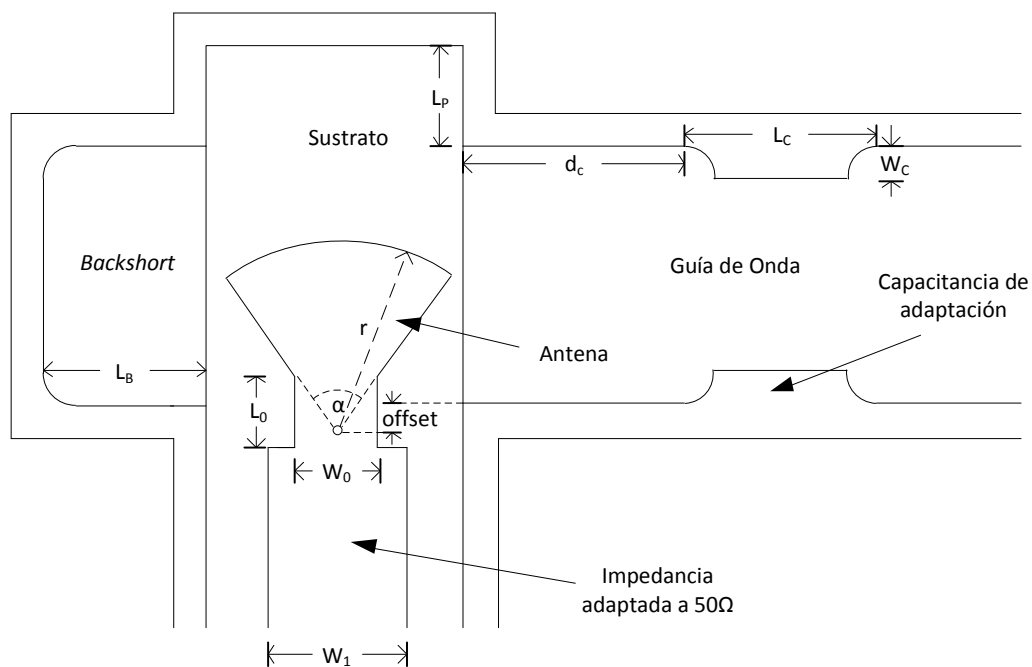 L_P
Sustrato
L_C
W_C
d_c
Backshort
Guía de Onda
Capacitancia de
adaptación
r
Antena
L_B
L_0
α
offset
W_0
Impedancia
adaptada a 50Ω
W_1